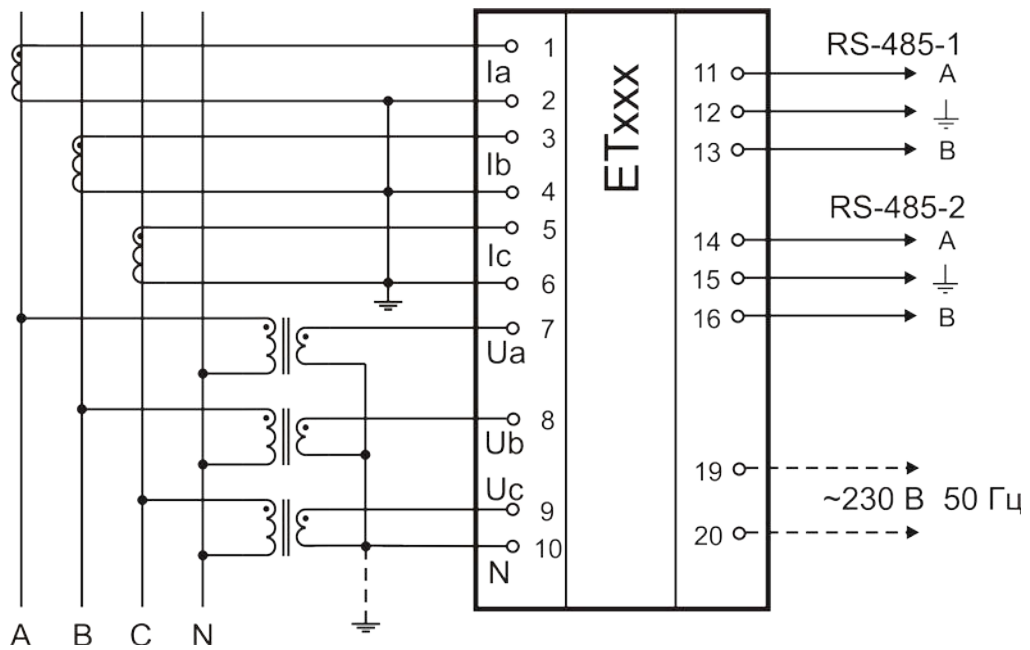 1
Ia
2
3
Ib
4
5
Ic
6
7
Ua
8
Ub
Uc
9
10
N
ETxxx
RS-485-1
11 A
12
13 B
RS-485-2
14 A
15
16 B
19
~230 В 50 Гц
20
A B C N